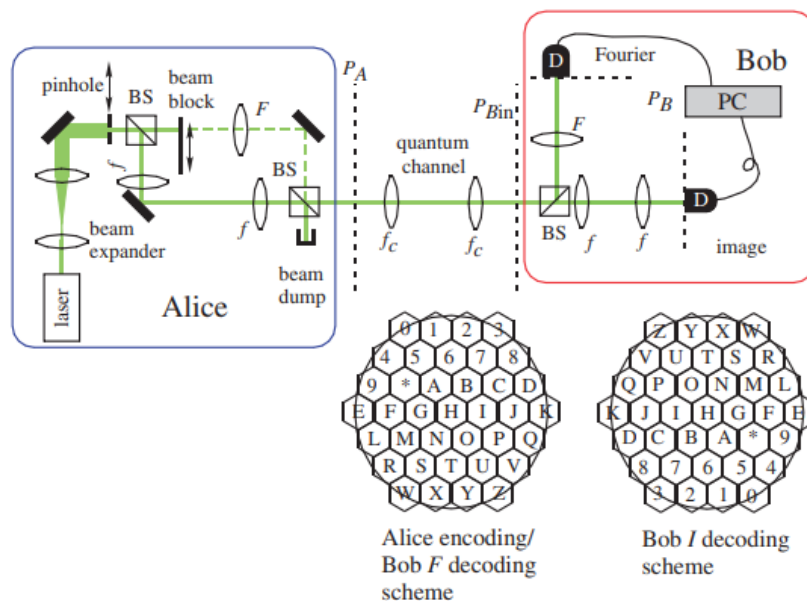 pinhole
BS
beam
block
F
f
BS
f
beam
expander
laser
Alice
beam
dump
P_A
quantum
channel
f_c
f_c
P_Bin
D
Fourier
Bob
PC
P_B
F
D
BS
f
f
image
0 1 2 3
4 5 6 7 8
9 * A B C D
E F G H I J K
L M N O P Q
R S T U V
W X Y Z
Alice encoding/
Bob F decoding
scheme
Z Y X W
V U T S R
Q P O N M L
K J I H G F E
D C B A * 9
8 7 6 5 4
3 2 1 0
Bob I decoding
scheme